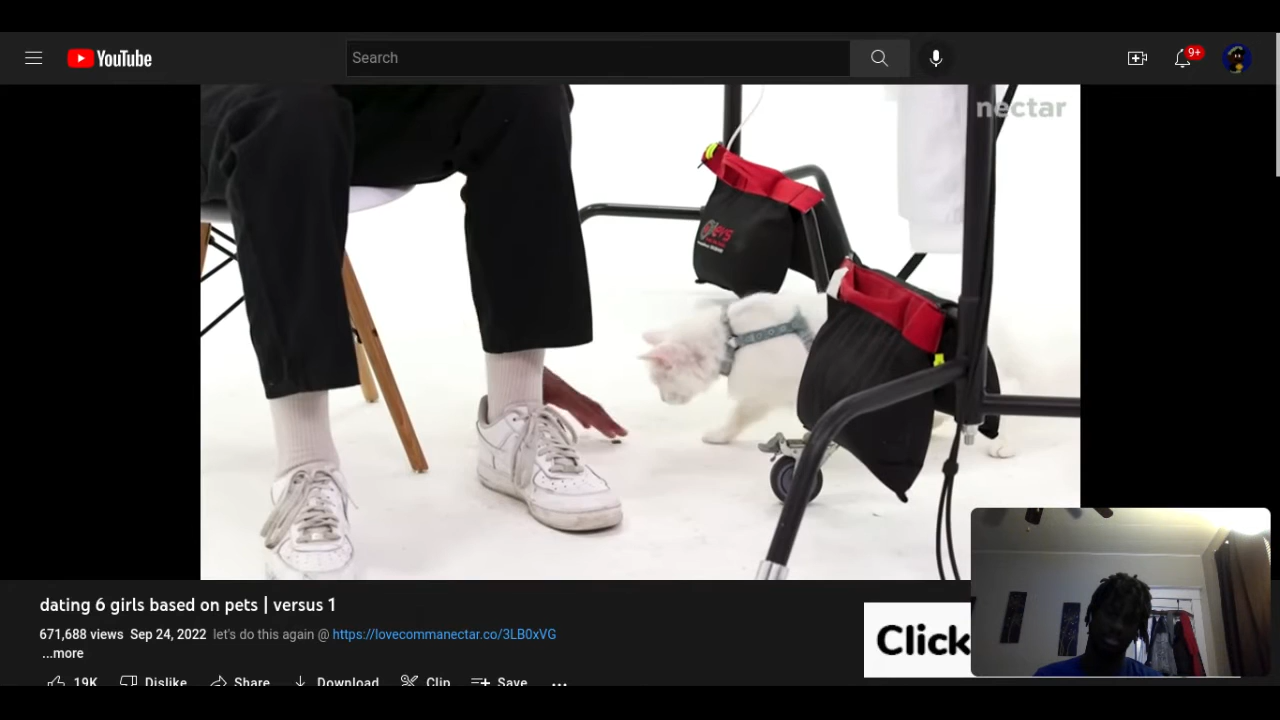 YouTube
Search
9+
nectar
dating 6 girls based on pets | versus 1
671,688 views Sep 24, 2022 let's do this again @ https://lovecommanectar.co/3LB0xVG
...more
Click
19K Dislike Share Download Clip Save ...